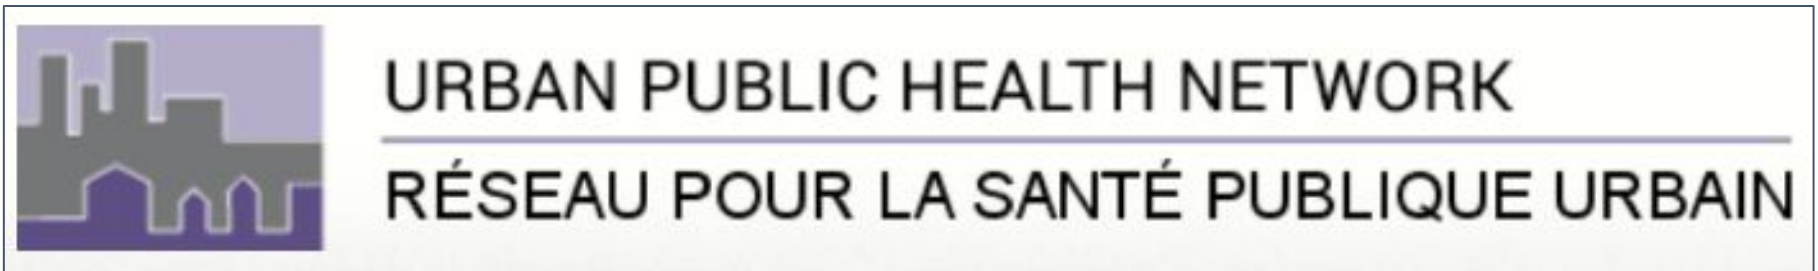 URBAN PUBLIC HEALTH NETWORK
RÉSEAU POUR LA SANTÉ PUBLIQUE URBAIN